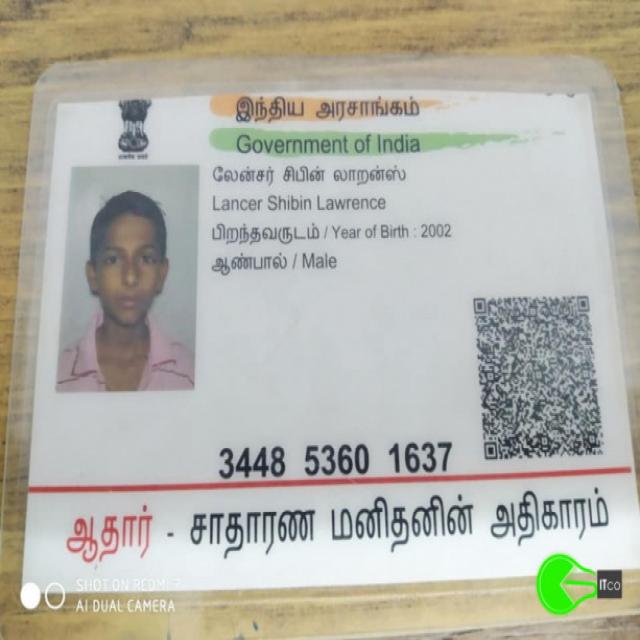 இந்திய அரசாங்கம்
Government of India
லேன்சர் சிபின் லாறன்ஸ்
Lancer Shibin Lawrence
பிறந்தவருடம் / Year of Birth : 2002
ஆண்பால் / Male
3448 5360 1637
ஆதார் - சாதாரண மனிதனின் அதிகாரம்
SHOT ON REDMI 7
AI DUAL CAMERA
ITco